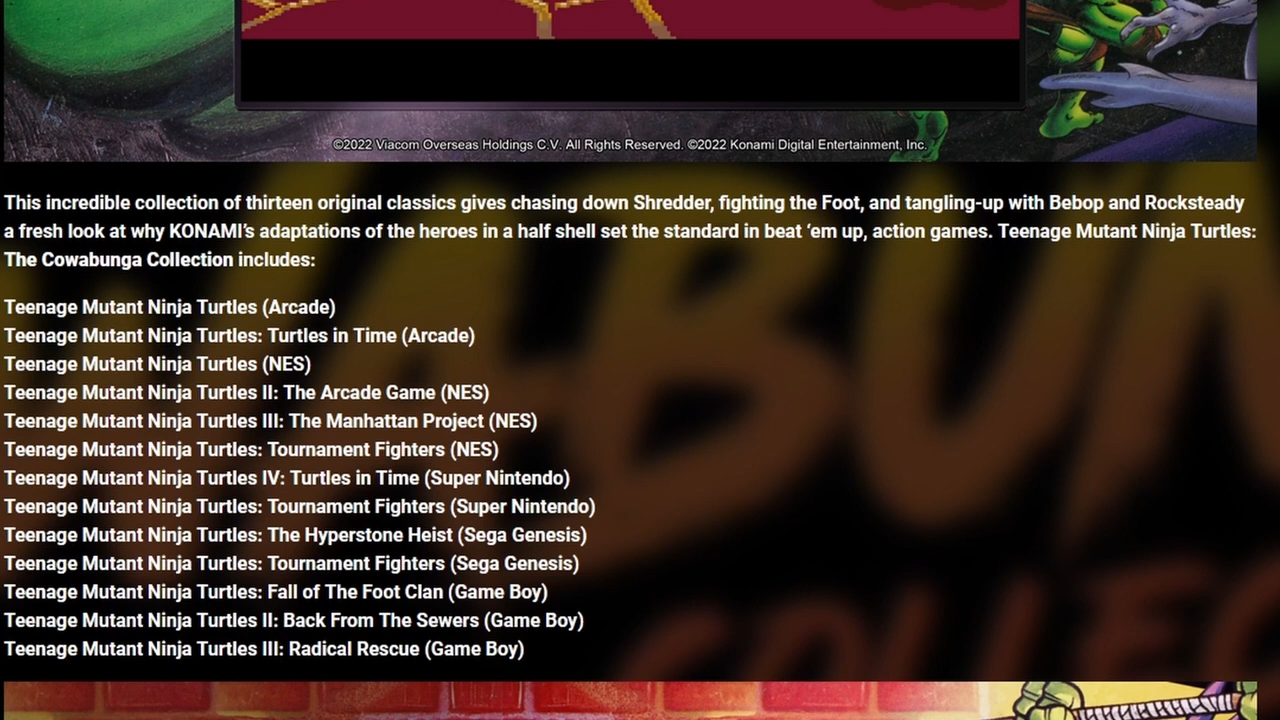 ©2022 Viacom Overseas Holdings C.V. All Rights Reserved. ©2022 Konami Digital Entertainment, Inc.
This incredible collection of thirteen original classics gives chasing down Shredder, fighting the Foot, and tangling-up with Bebop and Rocksteady
a fresh look at why KONAMI’s adaptations of the heroes in a half shell set the standard in beat ‘em up, action games. Teenage Mutant Ninja Turtles:
The Cowabunga Collection includes:
Teenage Mutant Ninja Turtles (Arcade)
Teenage Mutant Ninja Turtles: Turtles in Time (Arcade)
Teenage Mutant Ninja Turtles (NES)
Teenage Mutant Ninja Turtles II: The Arcade Game (NES)
Teenage Mutant Ninja Turtles III: The Manhattan Project (NES)
Teenage Mutant Ninja Turtles: Tournament Fighters (NES)
Teenage Mutant Ninja Turtles IV: Turtles in Time (Super Nintendo)
Teenage Mutant Ninja Turtles: Tournament Fighters (Super Nintendo)
Teenage Mutant Ninja Turtles: The Hyperstone Heist (Sega Genesis)
Teenage Mutant Ninja Turtles: Tournament Fighters (Sega Genesis)
Teenage Mutant Ninja Turtles: Fall of The Foot Clan (Game Boy)
Teenage Mutant Ninja Turtles II: Back From The Sewers (Game Boy)
Teenage Mutant Ninja Turtles III: Radical Rescue (Game Boy)